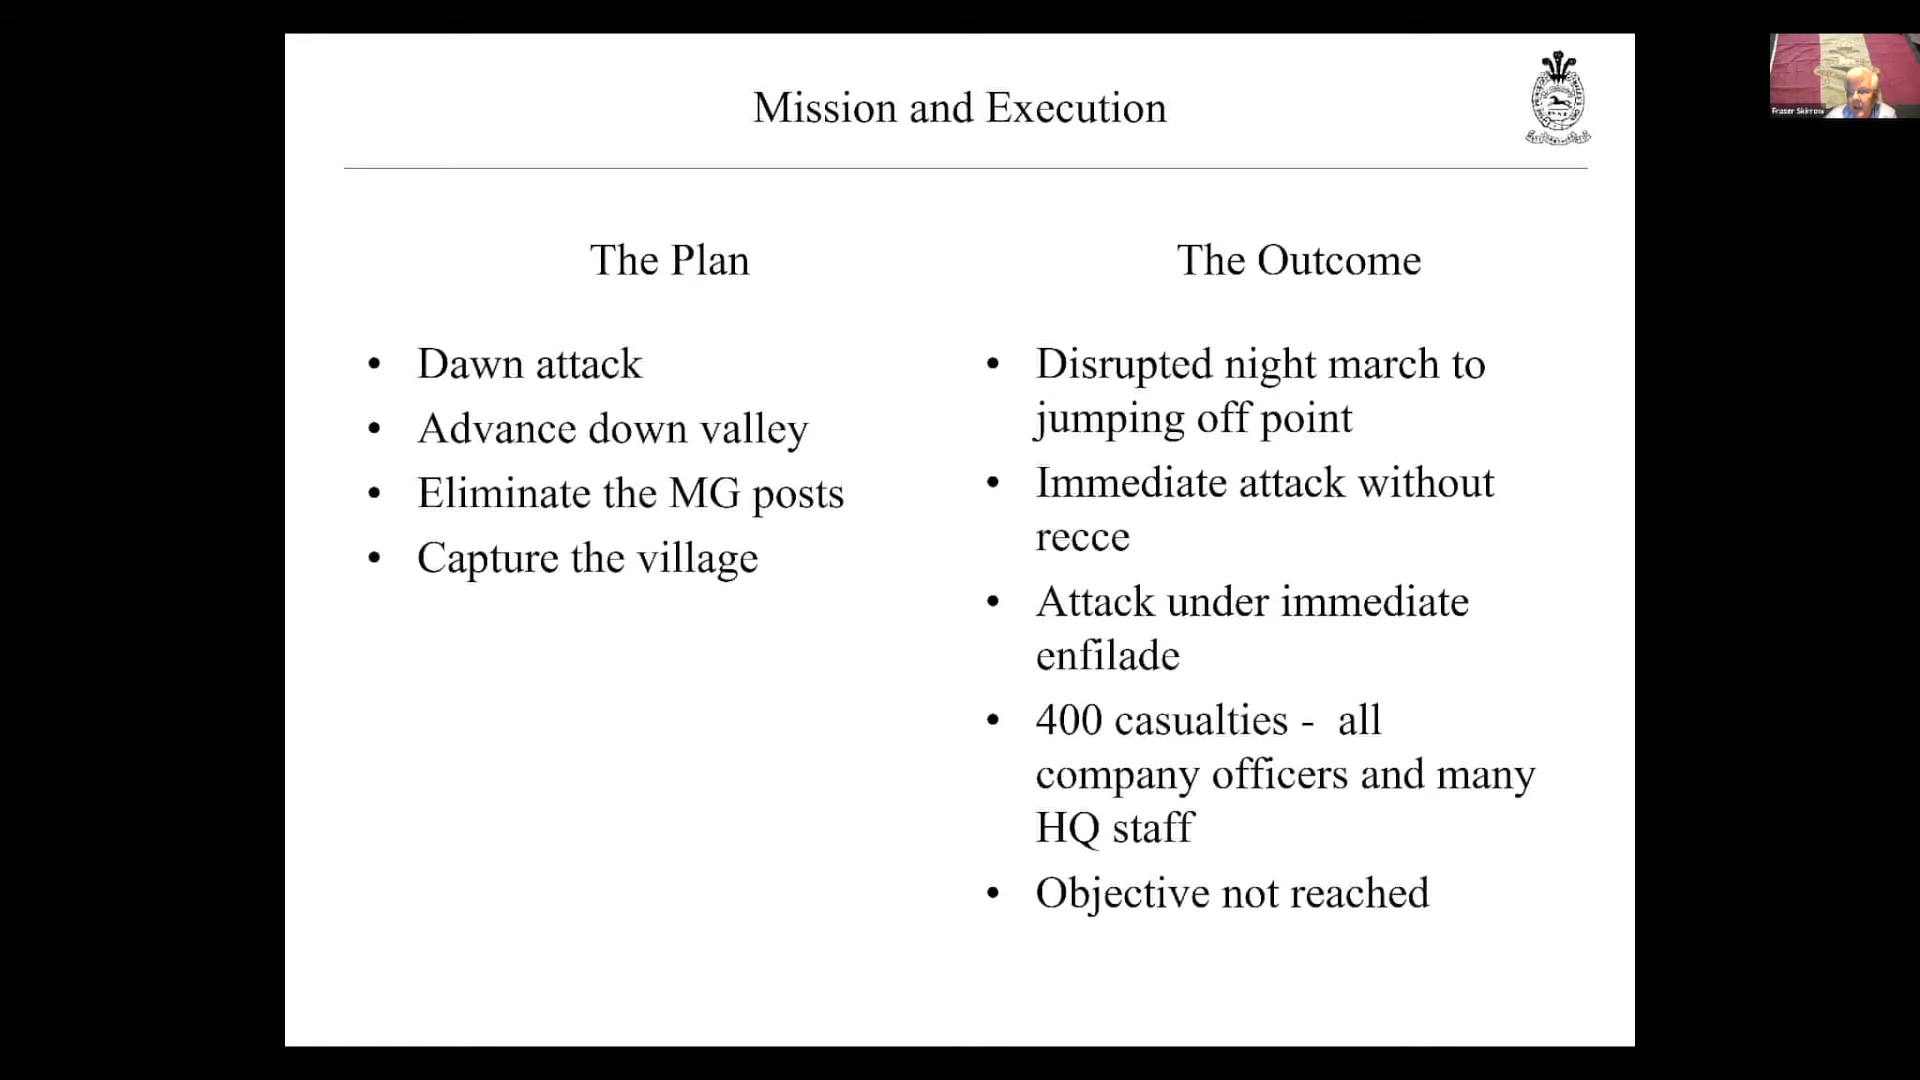 Mission and Execution
The Plan
• Dawn attack
• Advance down valley
• Eliminate the MG posts
• Capture the village
The Outcome
• Disrupted night march to
jumping off point
• Immediate attack without
recce
• Attack under immediate
enfilade
• 400 casualties - all
company officers and many
HQ staff
• Objective not reached
Fraser Skirrow